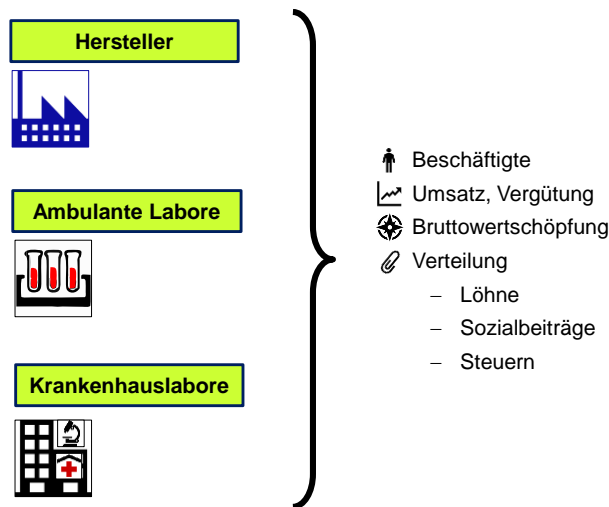 Hersteller
Ambulante Labore
Krankenhauslabore
Beschäftigte
Umsatz, Vergütung
Bruttowertschöpfung
Verteilung
– Löhne
– Sozialbeiträge
– Steuern